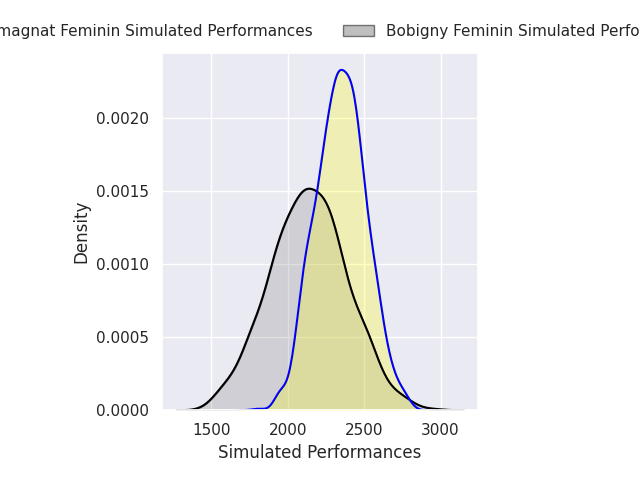 magnat Feminin Simulated Performances Bobigny Feminin Simulated Perfo
0.0020
0.0015
0.0010
0.0005
0.0000
Density
1500 2000 2500 3000
Simulated Performances